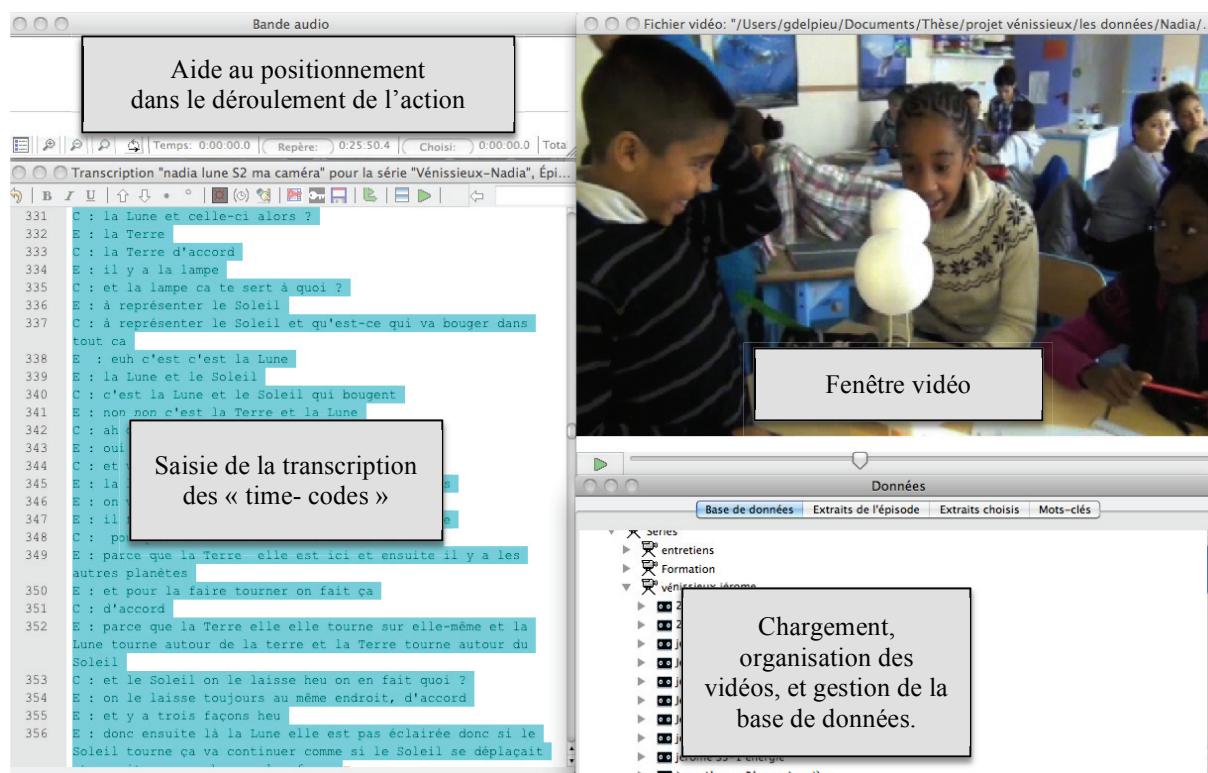 Bande audio
Aide au positionnement
dans le déroulement de l'action
Temps: 0:00:00.0 Repère: 0:25:50.4 Choisi: 0:00:00.0 Tota
Transcription "nadia lune S2 ma caméra" pour la série "Vénissieux-Nadia", Épi...
B I U
331 C : la Lune et celle-ci alors ?
332 E : la Terre
333 C : la Terre d'accord
334 E : il y a la lampe
335 C : et la lampe ca te sert à quoi ?
336 E : à représenter le Soleil
337 C : à représenter le Soleil et qu'est-ce qui va bouger dans
tout ca
338 E : euh c'est c'est la Lune
339 E : la Lune et le Soleil
340 C : c'est la Lune et le Soleil qui bougent
341 E : non non c'est la Terre et la Lune
342 C : ah
343 E : oui
344 C : et
345 E : la
346 E : on
347 E : il
348 C :
Saisie de la transcription
des « time- codes »
349 E : parce que la Terre elle est ici et ensuite il y a les
autres planètes
350 E : et pour la faire tourner on fait ça
351 C : d'accord
352 E : parce que la Terre elle elle tourne sur elle-même et la
Lune tourne autour de la terre et la Terre tourne autour du
Soleil
353 C : et le Soleil on le laisse heu on en fait quoi ?
354 E : on le laisse toujours au même endroit, d'accord
355 E : et y a trois façons heu
356 E : donc ensuite là la Lune elle est pas éclairée donc si le
Soleil tourne ça va continuer comme si le Soleil se déplaçait
Fichier vidéo: "/Users/gdelpieu/Documents/Thèse/projet vénissieux/les données/Nadia/...
Fenêtre vidéo
Données
Base de données Extraits de l'épisode Extraits choisis Mots-clés
Séries
entretiens
Formation
vénissieux jérome
Chargement,
organisation des
vidéos, et gestion de la
base de données.